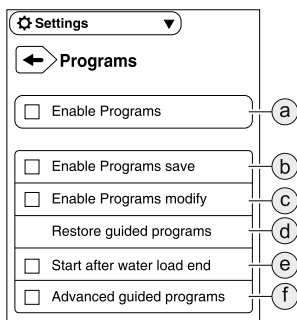 Settings
Programs
Enable Programs a
Enable Programs save b
Enable Programs modify c
Restore guided programs d
Start after water load end e
Advanced guided programs f